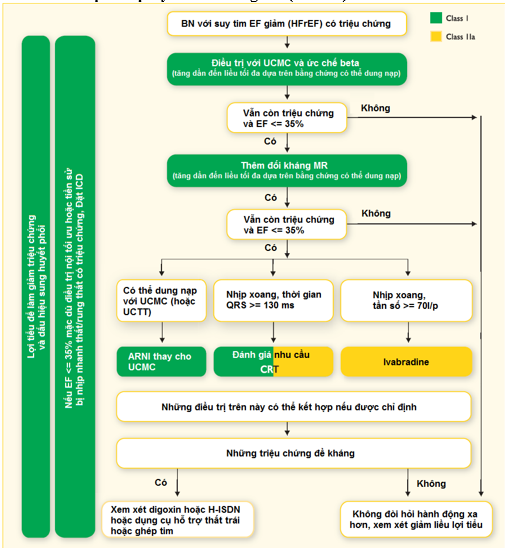 BN với suy tim EF giảm (HFrEF) có triệu chứng
Class I
Class IIa
Điều trị với UCMC và ức chế beta
(tăng dần đến liều tối đa dựa trên bằng chứng có thể dung nạp)
Vẫn còn triệu chứng
và EF <= 35%
Không
Có
Thêm đối kháng MR
(tăng dần đến liều tối đa dựa trên bằng chứng có thể dung nạp)
Vẫn còn triệu chứng
và EF <= 35%
Không
Có
Có thể dung nạp
với UCMC (hoặc
UCTT)
Nhịp xoang, thời gian
QRS >= 130 ms
Nhịp xoang,
tần số >= 70l/p
ARNI thay cho
UCMC
Đánh giá nhu cầu
CRT
Ivabradine
Những điều trị trên này có thể kết hợp nếu được chỉ định
Những triệu chứng đề kháng
Có
Không
Xem xét digoxin hoặc H-ISDN
hoặc dụng cụ hỗ trợ thất trái
hoặc ghép tim
Không đòi hỏi hành động xa
hơn, xem xét giảm liều lợi tiểu
Lợi tiểu để làm giảm triệu chứng
và dấu hiệu sung huyết phổi
Nếu EF <= 35% mặc dù điều trị nội tối ưu hoặc tiền sử
bị nhịp nhanh thất/rung thất có triệu chứng, Đặt ICD